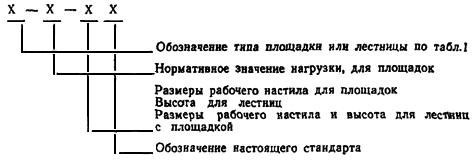 Х – Х – Х Х
Обозначение типа площадки или лестницы по табл.1
Нормативное значение нагрузки, для площадок
Размеры рабочего настила для площадок
Высота для лестниц
Размеры рабочего настила и высота для лестниц
с площадкой
Обозначение настоящего стандарта